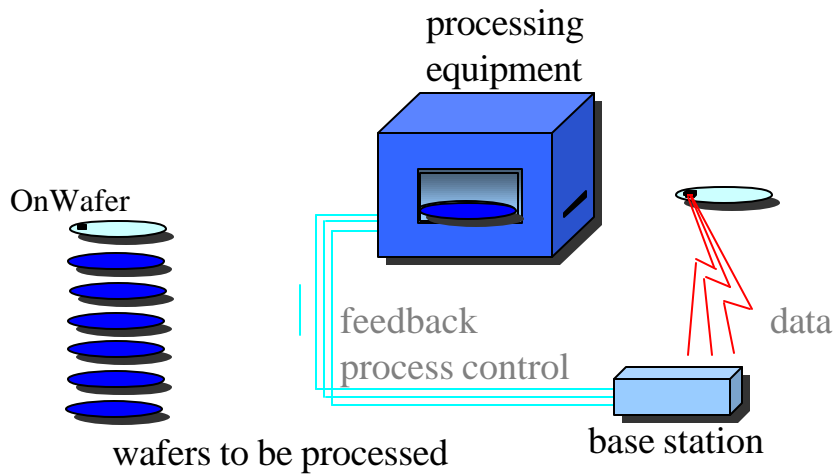 processing
equipment
OnWafer
feedback
process control
data
base station
wafers to be processed